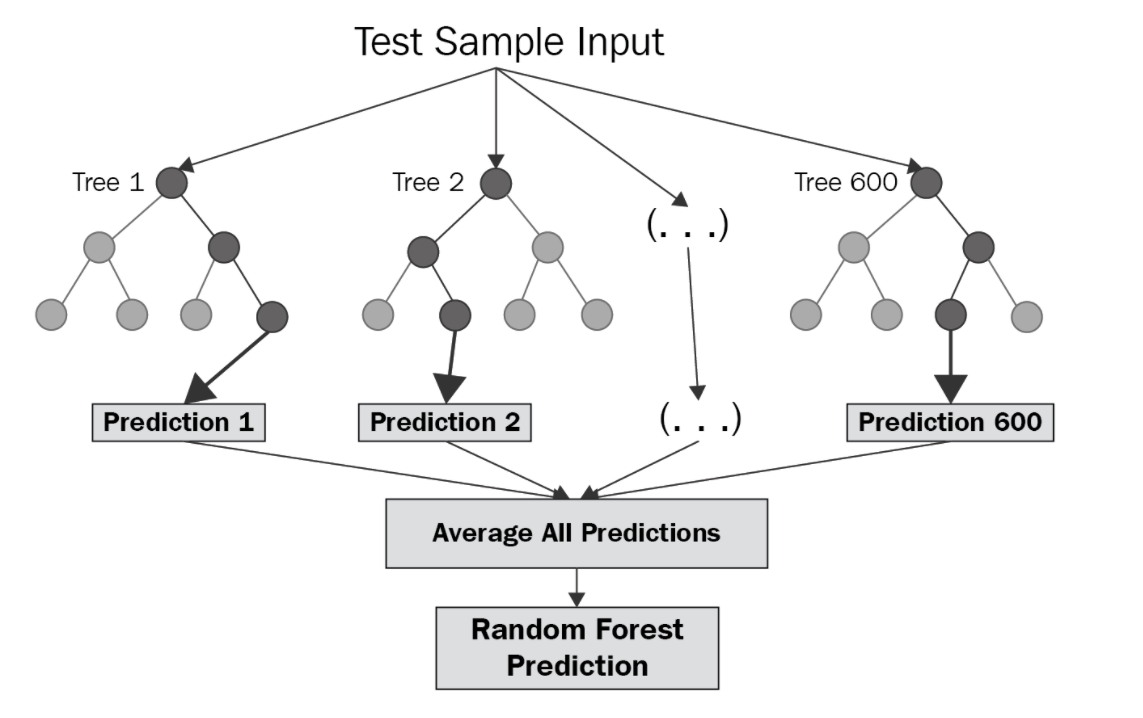 Test Sample Input
Tree 1
Tree 2
Tree 600
(. . .)
Prediction 1
Prediction 2
(. . .)
Prediction 600
Average All Predictions
Random Forest
Prediction